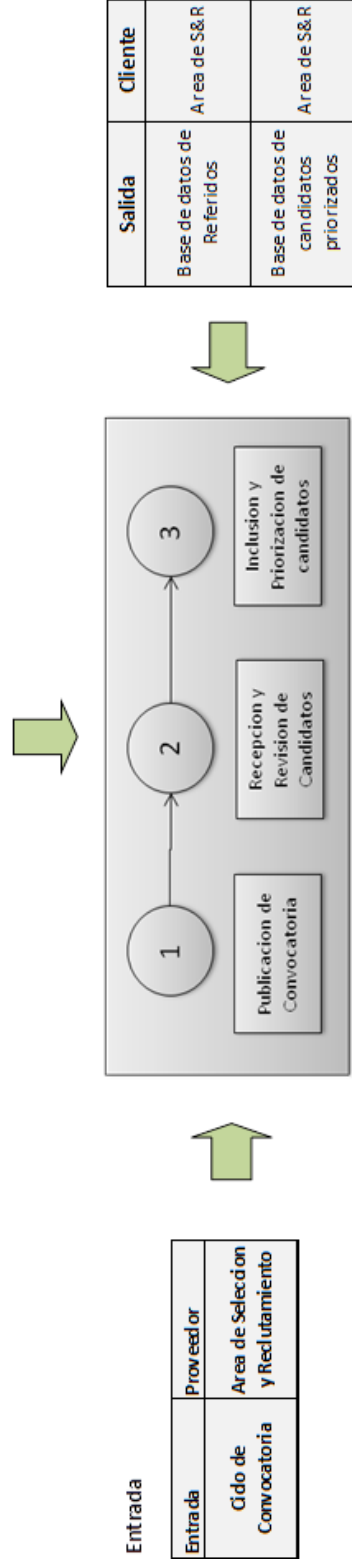 Entrada
Entrada Proveedor
Ciclo de
Convocatoria
Area de Seleccion
y Reclutamiento
1
2
3
Publicacion de
Convocatoria
Recepcion y
Revision de
Candidatos
Inclusion y
Priorizacion de
candidatos
Salida Cliente
Base de datos de
Referidos
Area de S&R
Base de datos de
candidatos
priorizados
Area de S&R